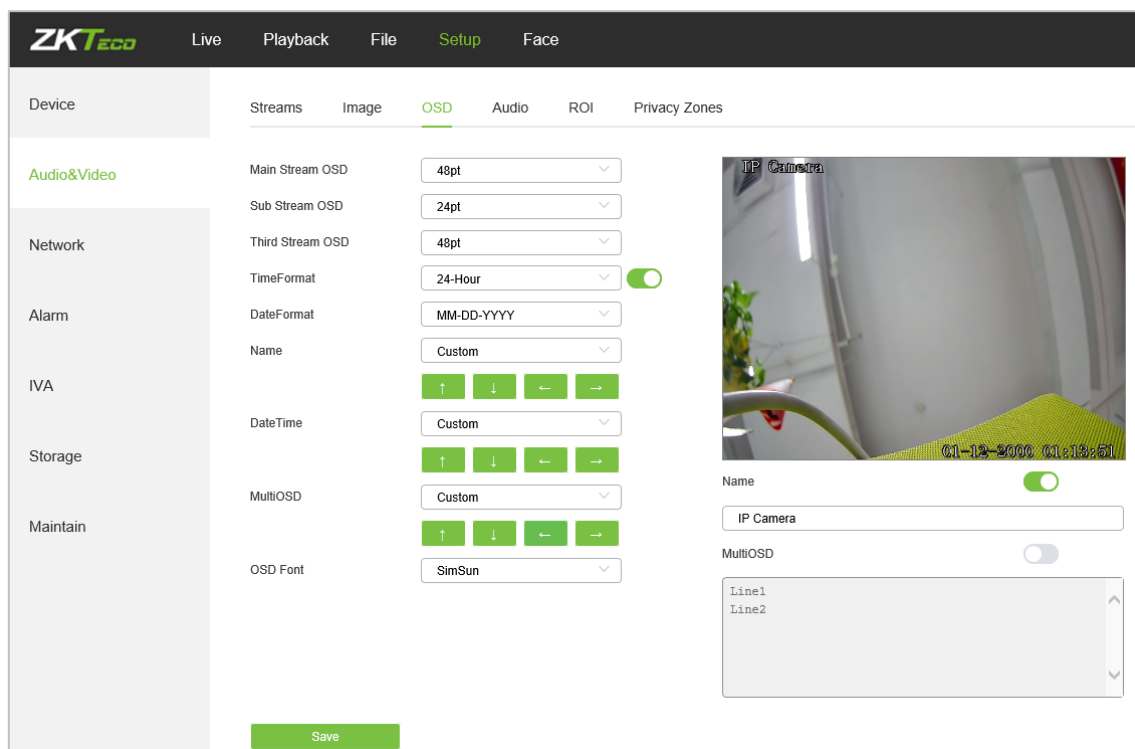 ZKTECO Live Playback File Setup Face
Device
Audio&Video
Network
Alarm
IVA
Storage
Maintain
Streams Image OSD Audio ROI Privacy Zones
Main Stream OSD 48pt
Sub Stream OSD 24pt
Third Stream OSD 48pt
TimeFormat 24-Hour
DateFormat MM-DD-YYYY
Name Custom
↑ ↓ ← →
DateTime Custom
↑ ↓ ← →
MultiOSD Custom
↑ ↓ ← →
OSD Font SimSun
Save
IP Camera
01-12-2000 01:13:51
Name
IP Camera
MultiOSD
Line1
Line2